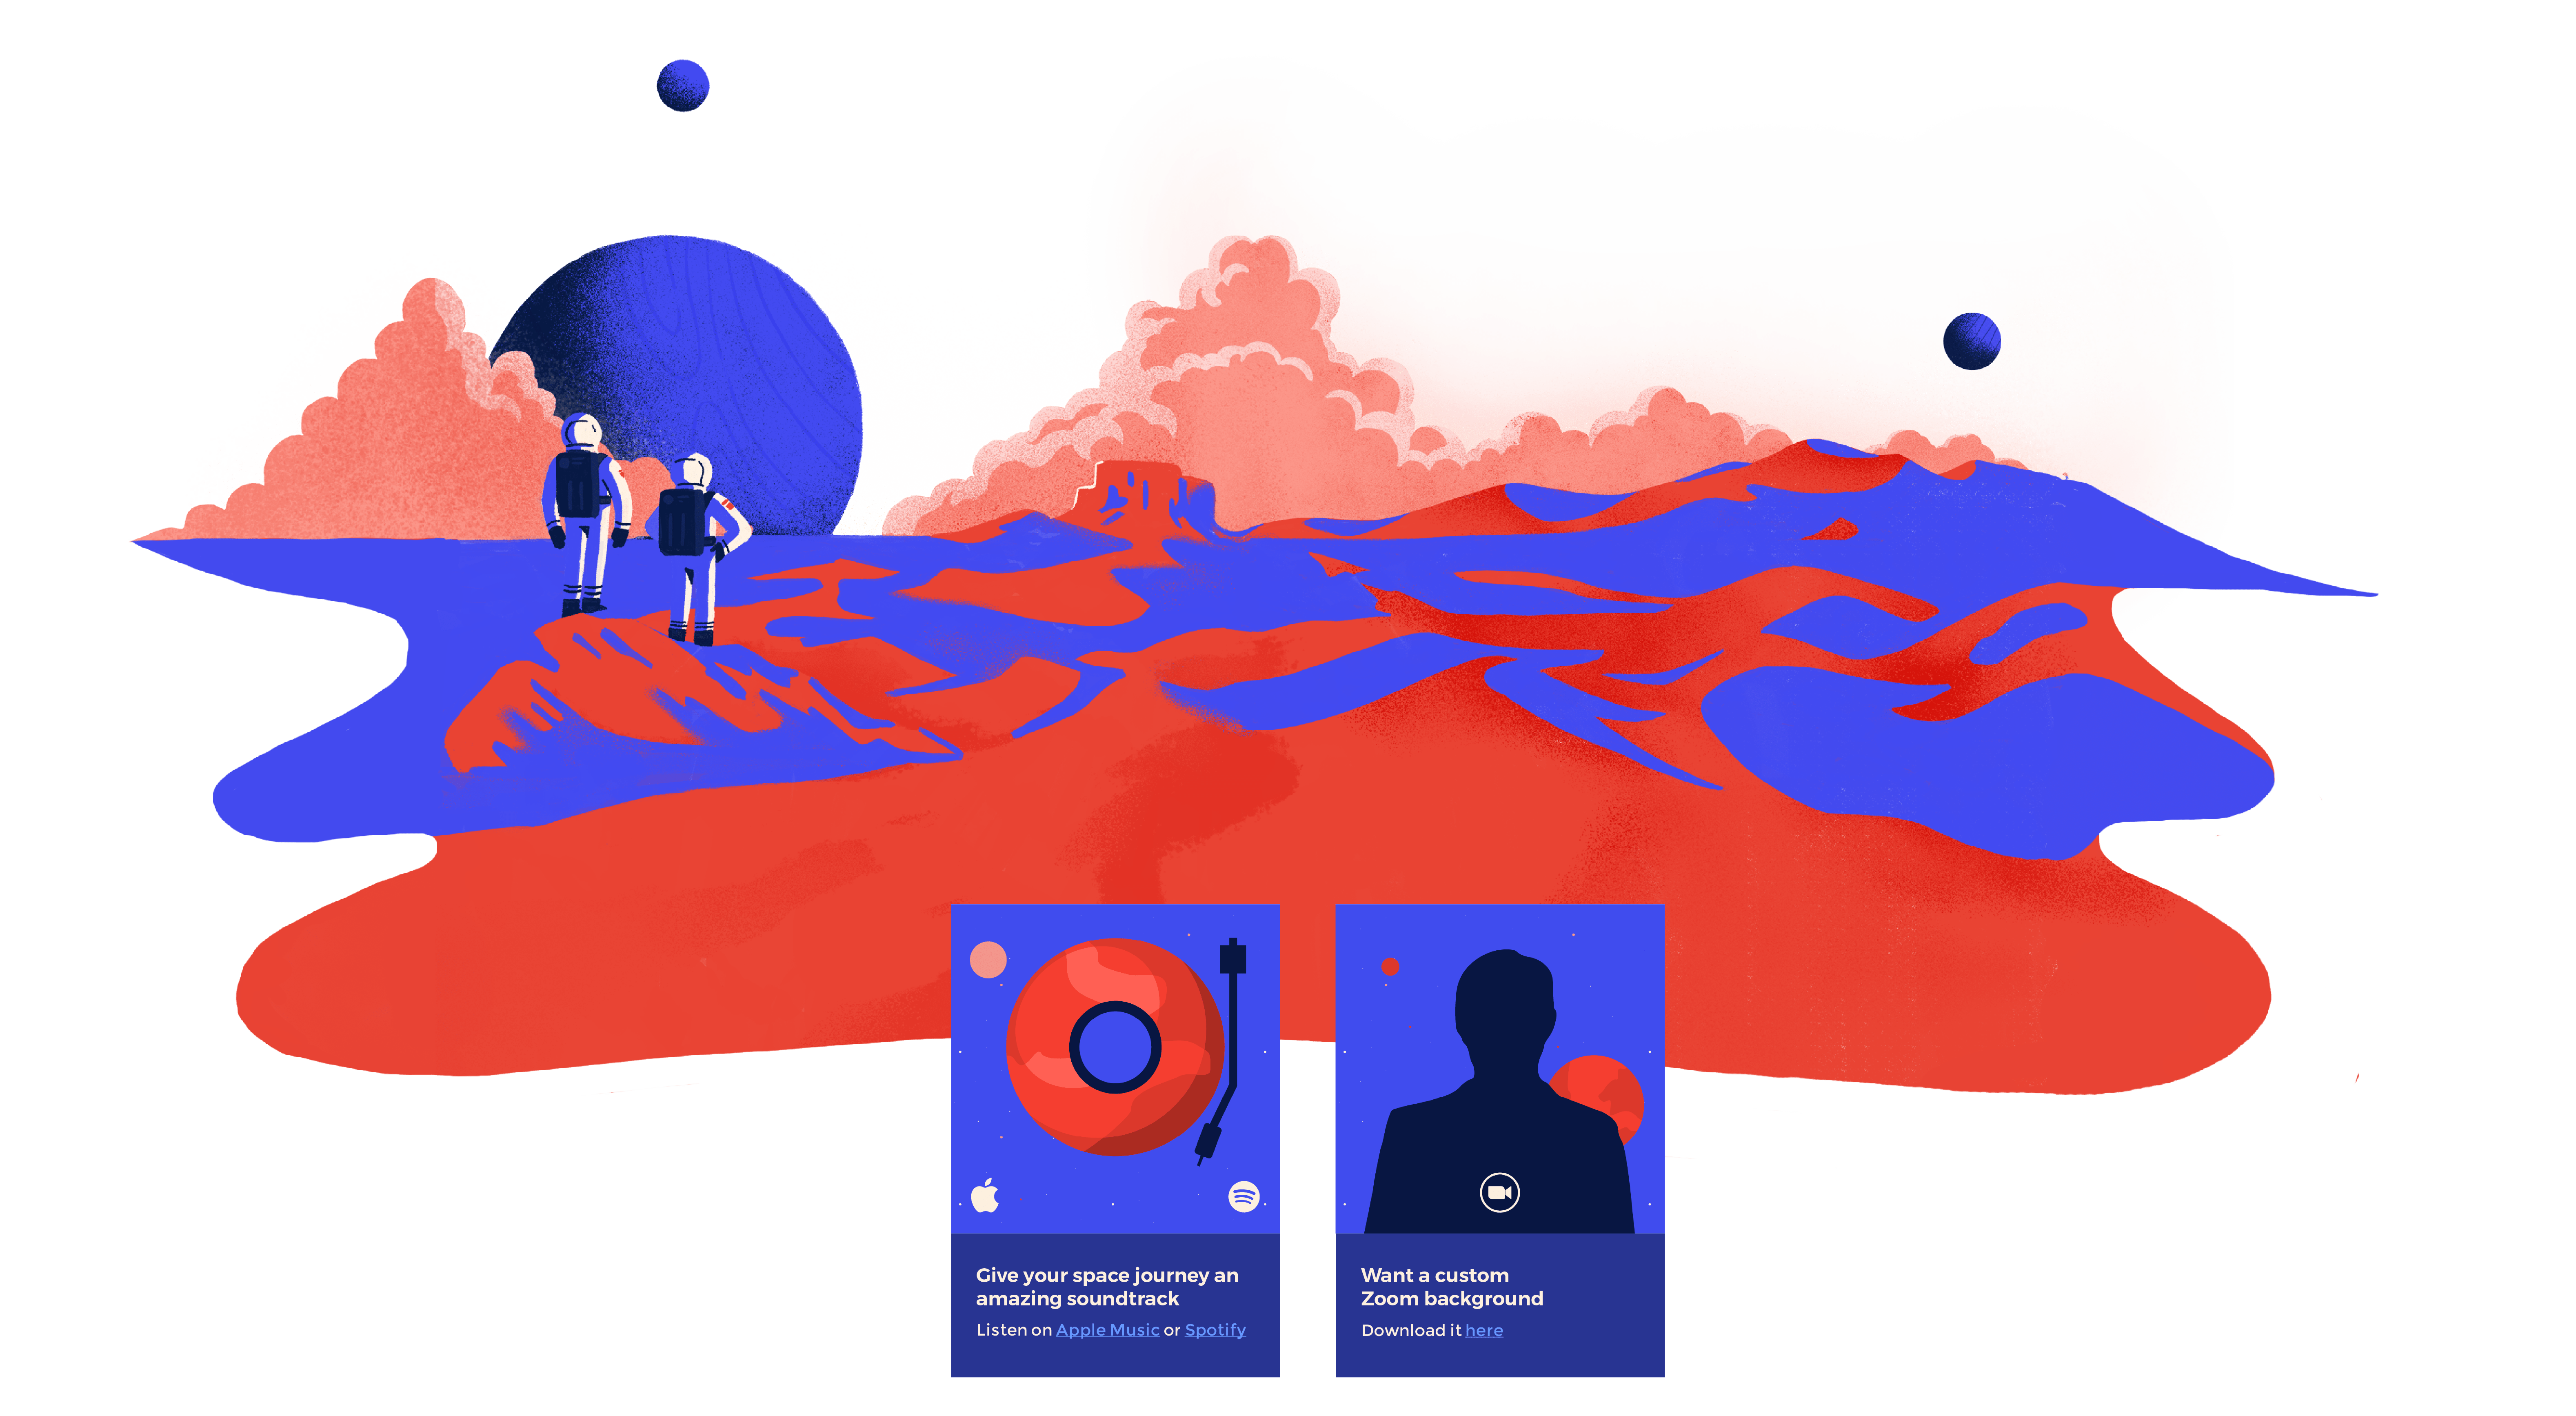 Give your space journey an
amazing soundtrack
Listen on Apple Music or Spotify
Want a custom
Zoom background
Download it here